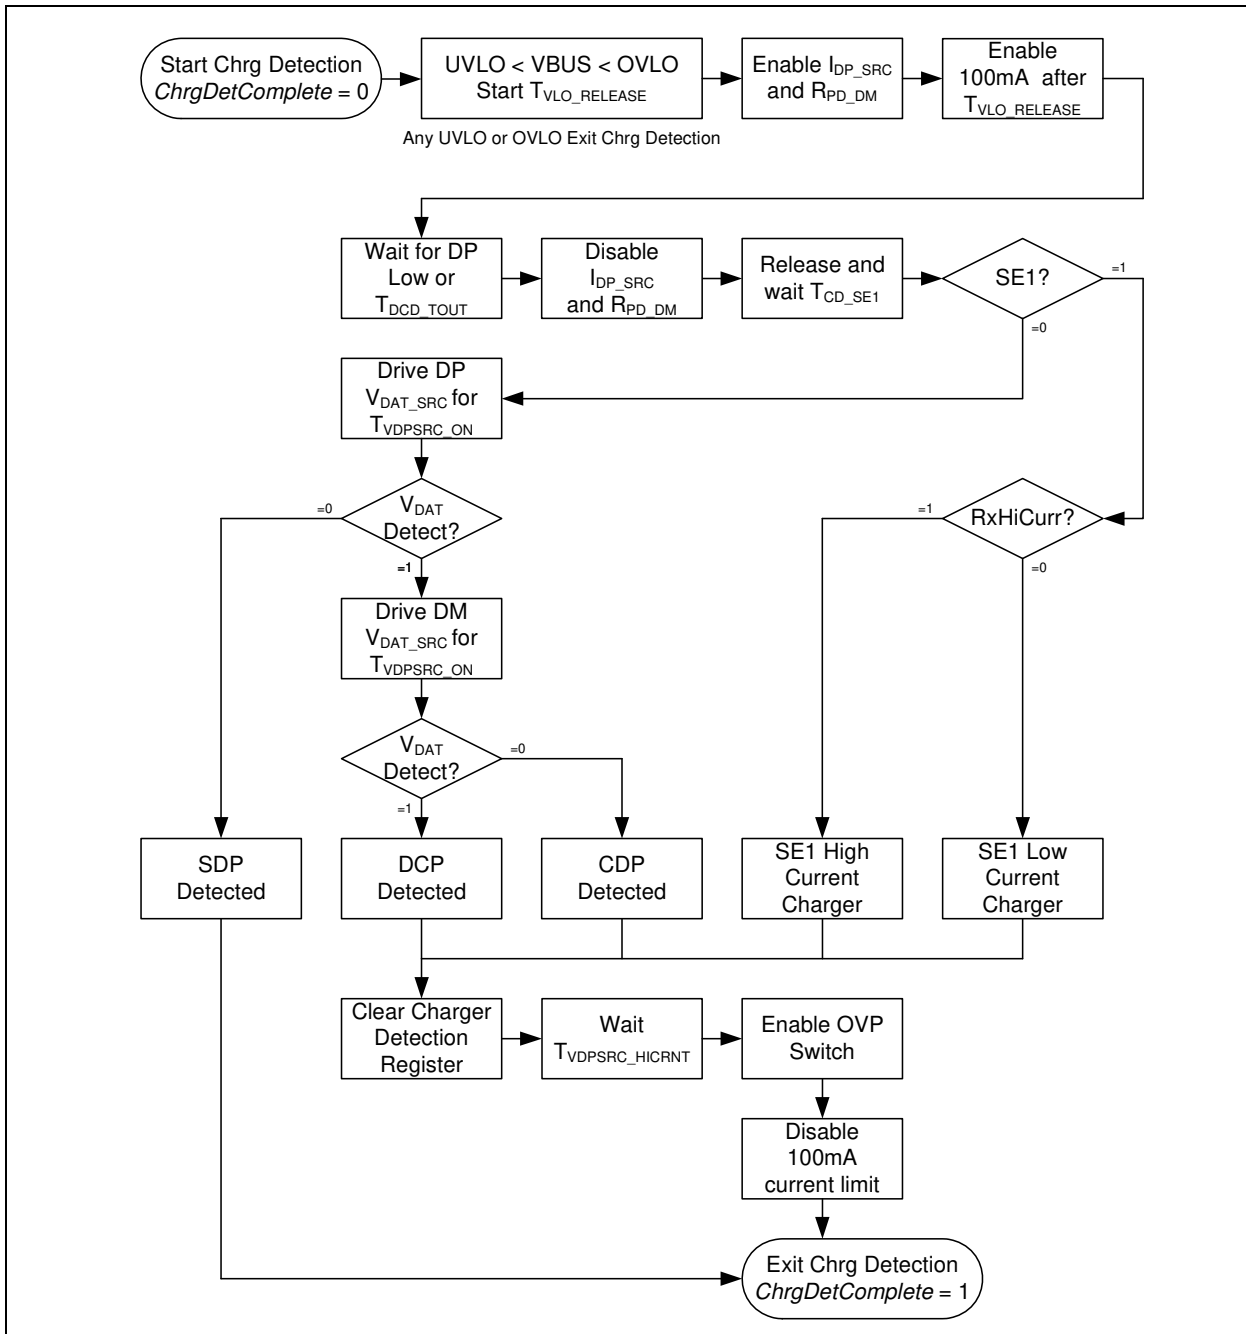 Start Chrg Detection
ChrgDetComplete = 0
UVLO < VBUS < OVLO
Start TVLO_RELEASE
Enable IDP_SRC
and RPD_DM
Enable
100mA after
TVLO_RELEASE
Any UVLO or OVLO Exit Chrg Detection
Wait for DP
Low or
TDCD_TOUT
Disable
IDP_SRC
and RPD_DM
Release and
wait TCD_SE1
SE1?
=1
=0
Drive DP
VDAT_SRC for
TVDPSRC_ON
VDAT
Detect?
=0
=1
RxHiCurr?
=1
=0
Drive DM
VDAT_SRC for
TVDPSRC_ON
VDAT
Detect?
=0
=1
SDP
Detected
DCP
Detected
CDP
Detected
SE1 High
Current
Charger
SE1 Low
Current
Charger
Clear Charger
Detection
Register
Wait
TVDPSRC_HICRNT
Enable OVP
Switch
Disable
100mA
current limit
Exit Chrg Detection
ChrgDetComplete = 1